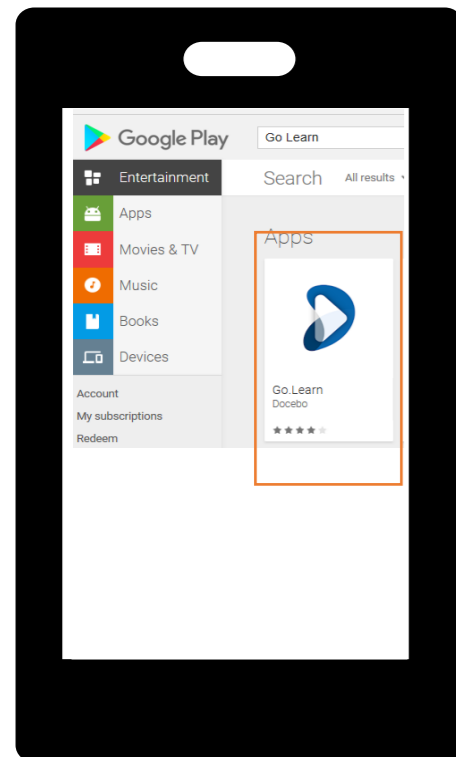 Google Play
Go Learn
Entertainment
Search
All results
Apps
Movies & TV
Music
Books
Devices
Account
My subscriptions
Redeem
Apps
Go.Learn
Docebo